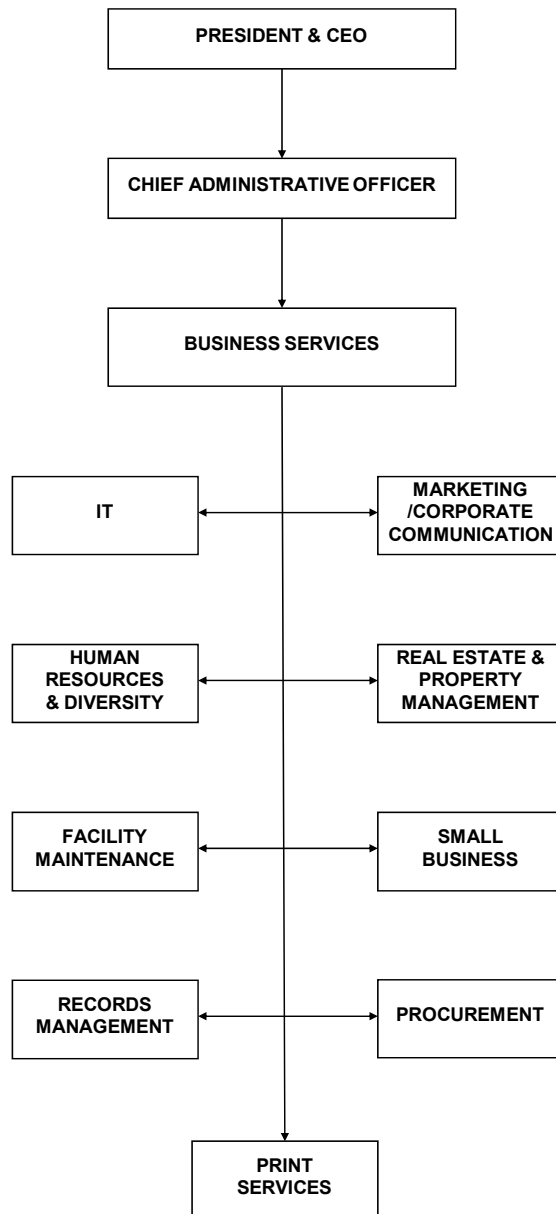 PRESIDENT & CEO
CHIEF ADMINISTRATIVE OFFICER
BUSINESS SERVICES
IT
MARKETING
/CORPORATE
COMMUNICATION
HUMAN
RESOURCES
& DIVERSITY
REAL ESTATE &
PROPERTY
MANAGEMENT
FACILITY
MAINTENANCE
SMALL
BUSINESS
RECORDS
MANAGEMENT
PROCUREMENT
PRINT
SERVICES